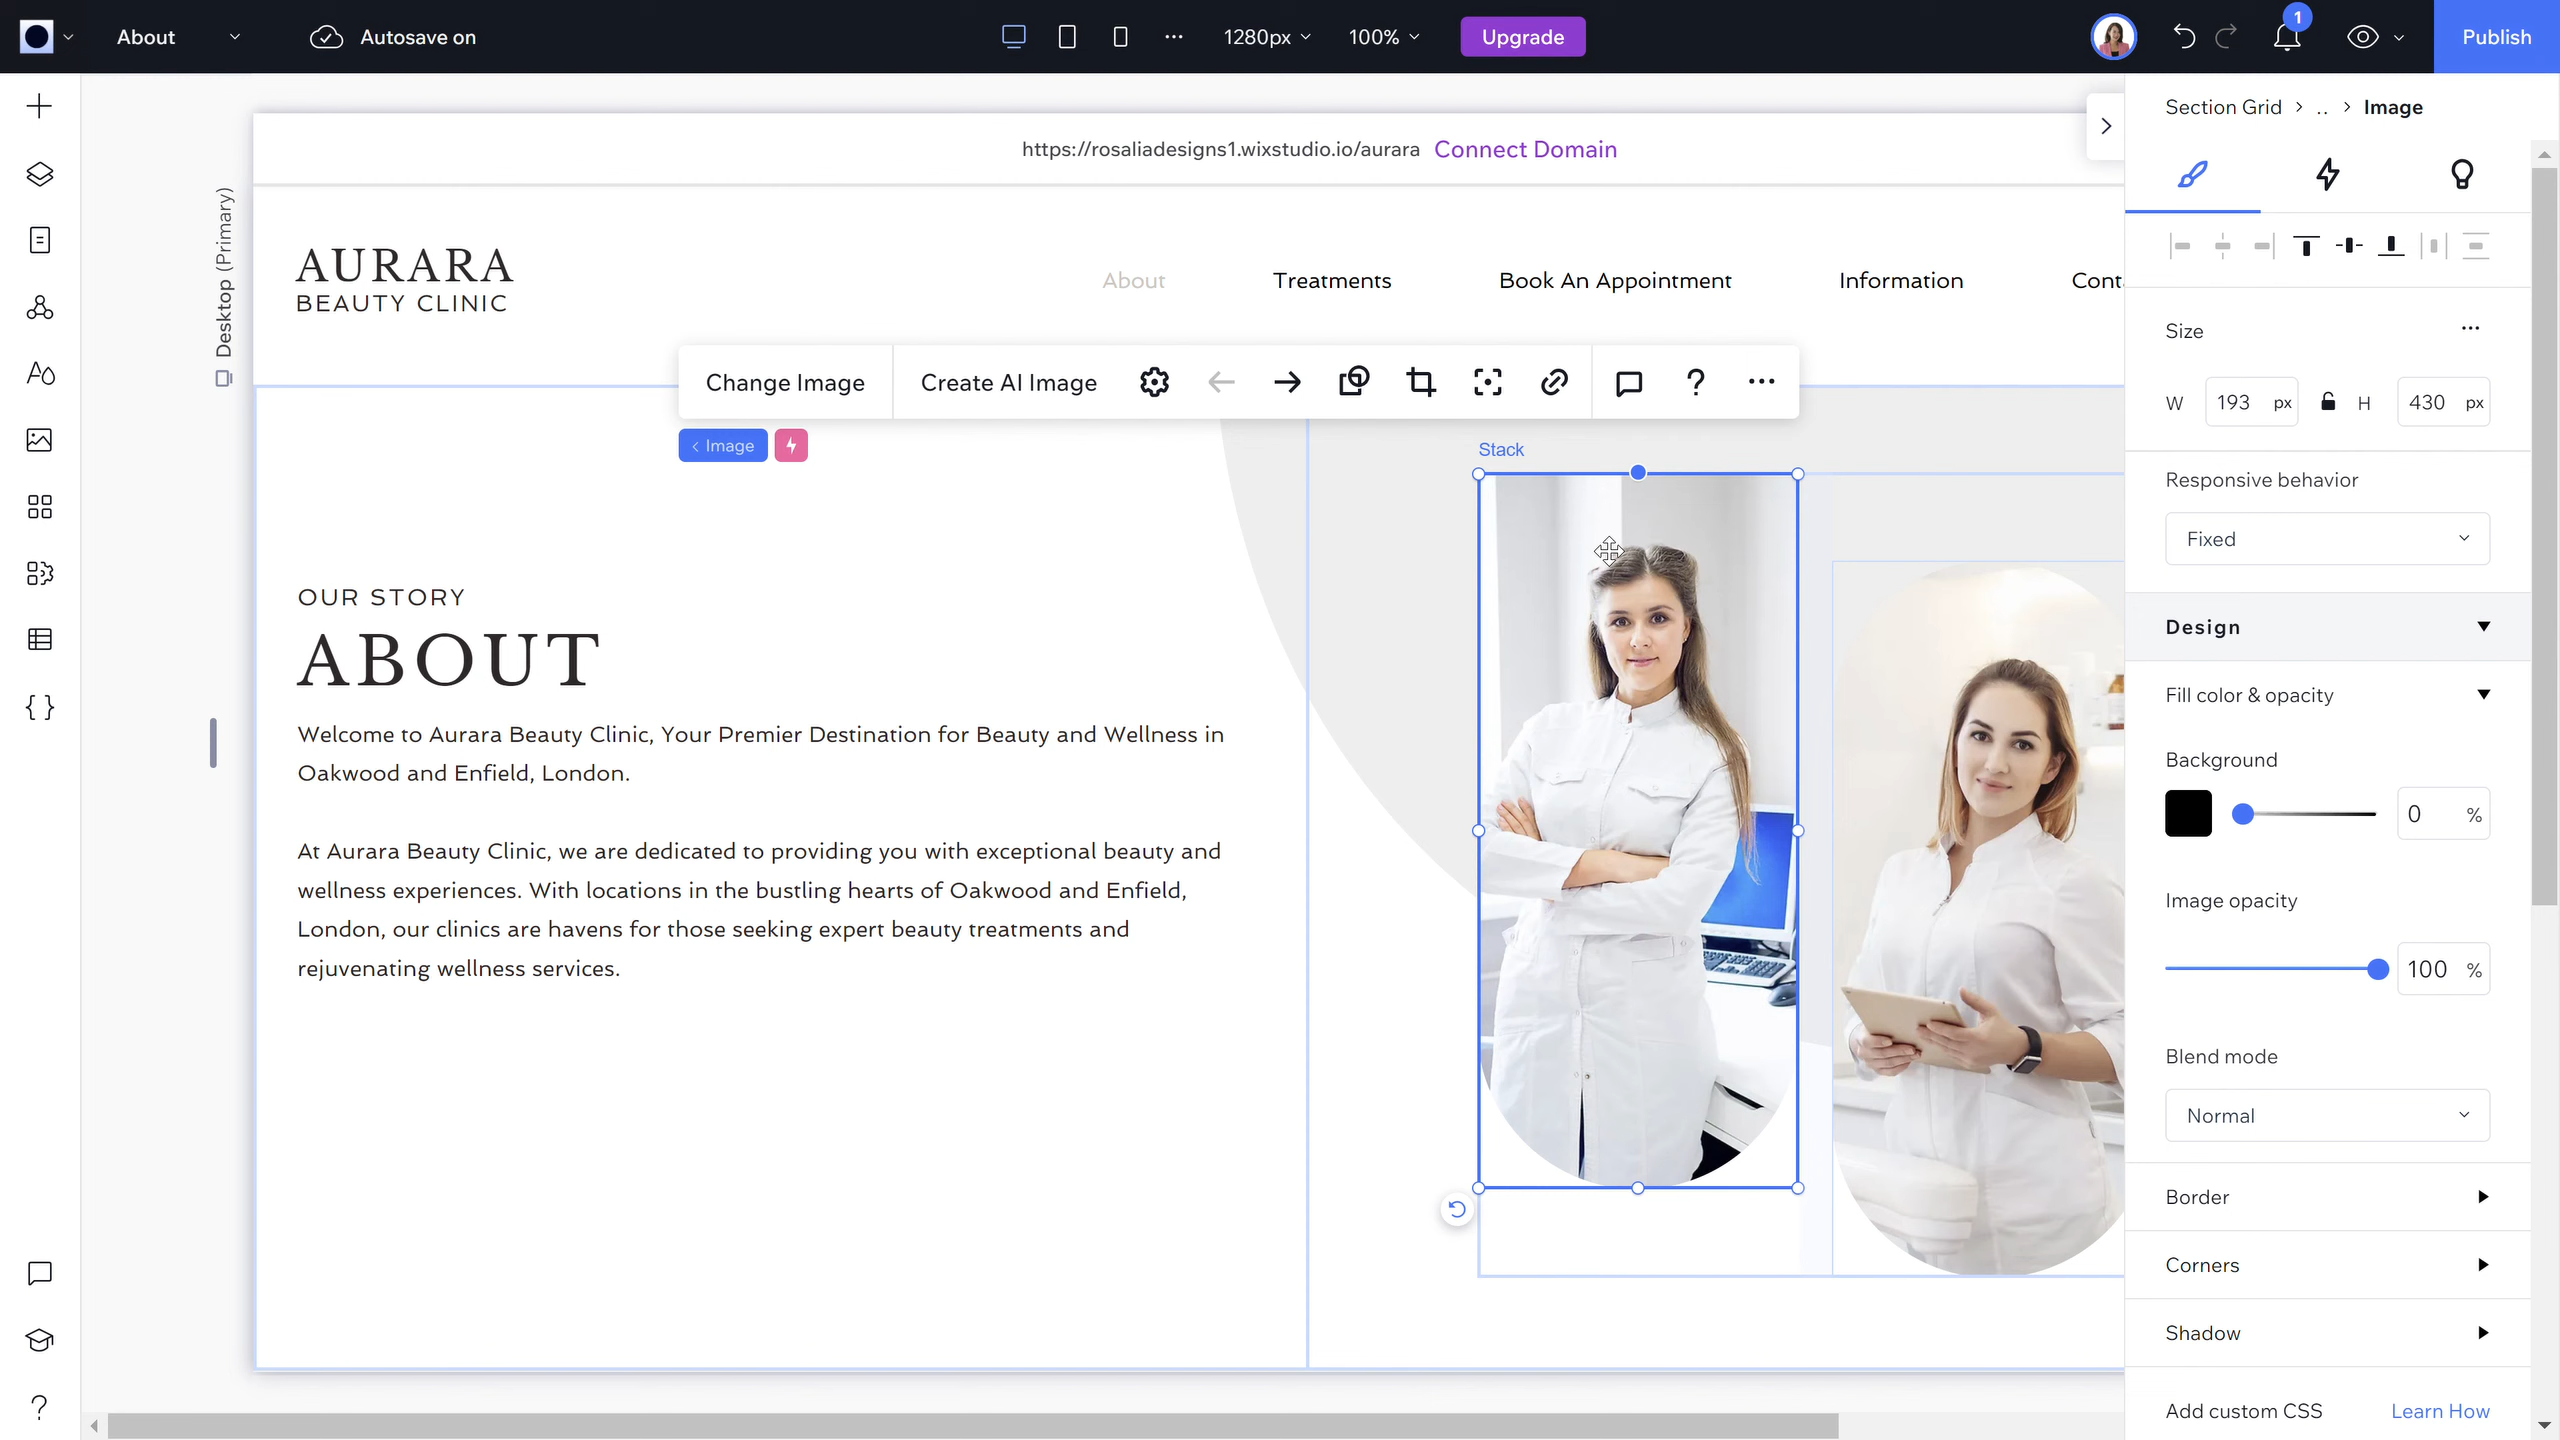 About
Autosave on
1280px
100%
Upgrade
1
Publish
https://rosaliadesigns1.wixstudio.io/aurara Connect Domain
Section Grid > .. > Image
Desktop (Primary)
AURARA
BEAUTY CLINIC
About
Treatments
Book An Appointment
Information
Cont
Change Image
Create AI Image
?
Image
Stack
Size
W 193 px
H 430 px
Responsive behavior
Fixed
Design
Fill color & opacity
Background
0 %
Image opacity
100 %
Blend mode
Normal
Border
Corners
Shadow
Add custom CSS
Learn How
OUR STORY
ABOUT
Welcome to Aurara Beauty Clinic, Your Premier Destination for Beauty and Wellness in
Oakwood and Enfield, London.
At Aurara Beauty Clinic, we are dedicated to providing you with exceptional beauty and
wellness experiences. With locations in the bustling hearts of Oakwood and Enfield,
London, our clinics are havens for those seeking expert beauty treatments and
rejuvenating wellness services.
?